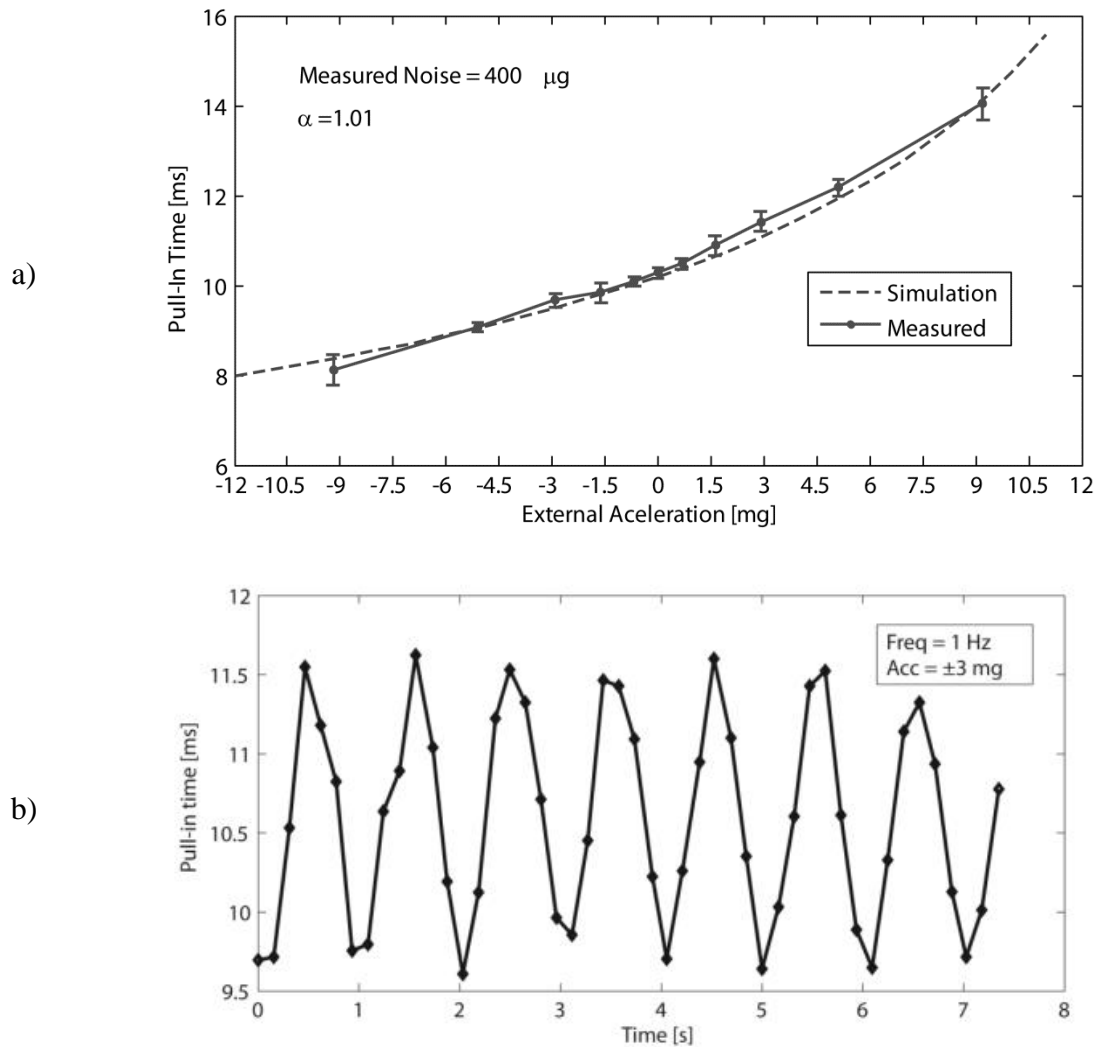 a)
16
14
12
10
8
6
Pull-In Time [ms]
Measured Noise = 400 μg
α =1.01
Simulation
Measured
-12 -10.5 -9 -7.5 -6 -4.5 -3 -1.5 0 1.5 3 4.5 6 7.5 9 10.5 12
External Aceleration [mg]
b)
12
11.5
11
10.5
10
9.5
Pull-in time [ms]
Freq = 1 Hz
Acc = ±3 mg
0 1 2 3 4 5 6 7 8
Time [s]